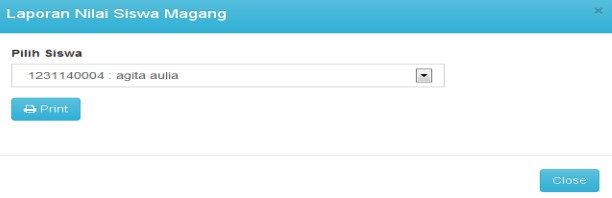 Laporan Nilai Siswa Magang ×
Pilih Siswa
1231140004 : agita aulia
Print
Close